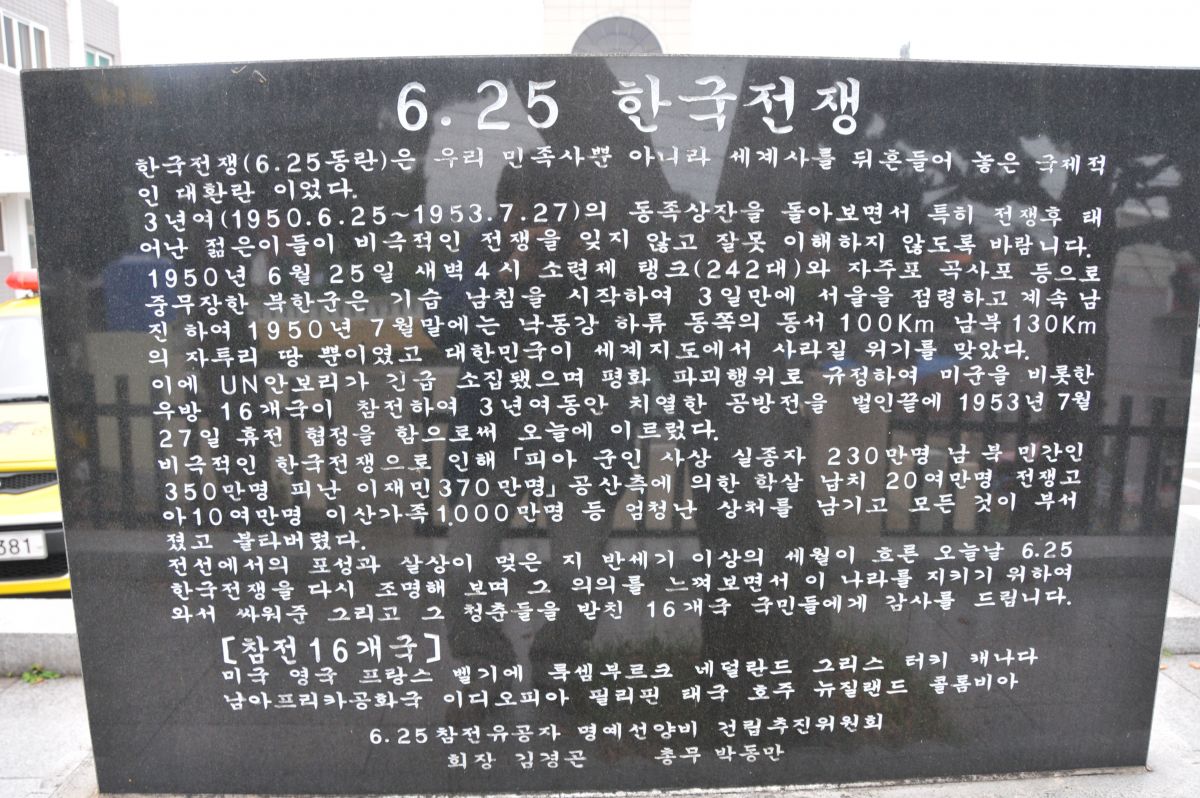 6.25 한국전쟁
한국전쟁(6.25동란)은 우리 민족사뿐 아니라 세계사를 뒤흔들어 놓은 국제적
인 대환란 이었다.
3년여(1950.6.25~1953.7.27)의 동족상잔을 돌아보면서 특히 전쟁후 태
어난 젊은이들이 비극적인 전쟁을 잊지 않고 잘못 이해하지 않도록 바람니다.
1950년 6월 25일 새벽4시 소련제 탱크(242대)와 자주포 곡사포 등으로
중무장한 북한군은 기습 남침을 시작하여 3일만에 서울을 점령하고 계속 남
진 하여 1950년 7월말에는 낙동강 하류 동쪽의 동서 100Km 남북130Km
의 자투리 땅 뿐이였고 대한민국이 세계지도에서 사라질 위기를 맞았다.
이에 UN안보리가 긴급 소집됐으며 평화 파괴행위로 규정하여 미군을 비롯한
우방 16개국이 참전하여 3년여동안 치열한 공방전을 벌인끝에 1953년 7월
27일 휴전 협정을 함으로써 오늘에 이르렀다.
비극적인 한국전쟁으로 인해 「피아 군인 사상 실종자 230만명 남 북 민간인
350만명 피난 이재민370만명」 공산측에 의한 학살 납치 20여만명 전쟁고
아10여만명 이산가족1.000만명 등 엄청난 상처를 남기고 모든 것이 부서
졌고 불타버렸다.
전선에서의 포성과 살상이 멎은 지 반세기 이상의 세월이 흐른 오늘날 6.25
한국전쟁을 다시 조명해 보며 그 의의를 느껴보면서 이 나라를 지키기 위하여
와서 싸워준 그리고 그 청춘들을 받친 16개국 국민들에게 감사를 드립니다.
[참전16개국]
미국 영국 프랑스 벨기에 룩셈부르크 네덜란드 그리스 터키 캐나다
남아프리카공화국 이디오피아 필리핀 태국 호주 뉴질랜드 콜롬비아
6.25참전유공자 명예선양비 건립추진위원회
회장 김경곤 총무 박동만
381